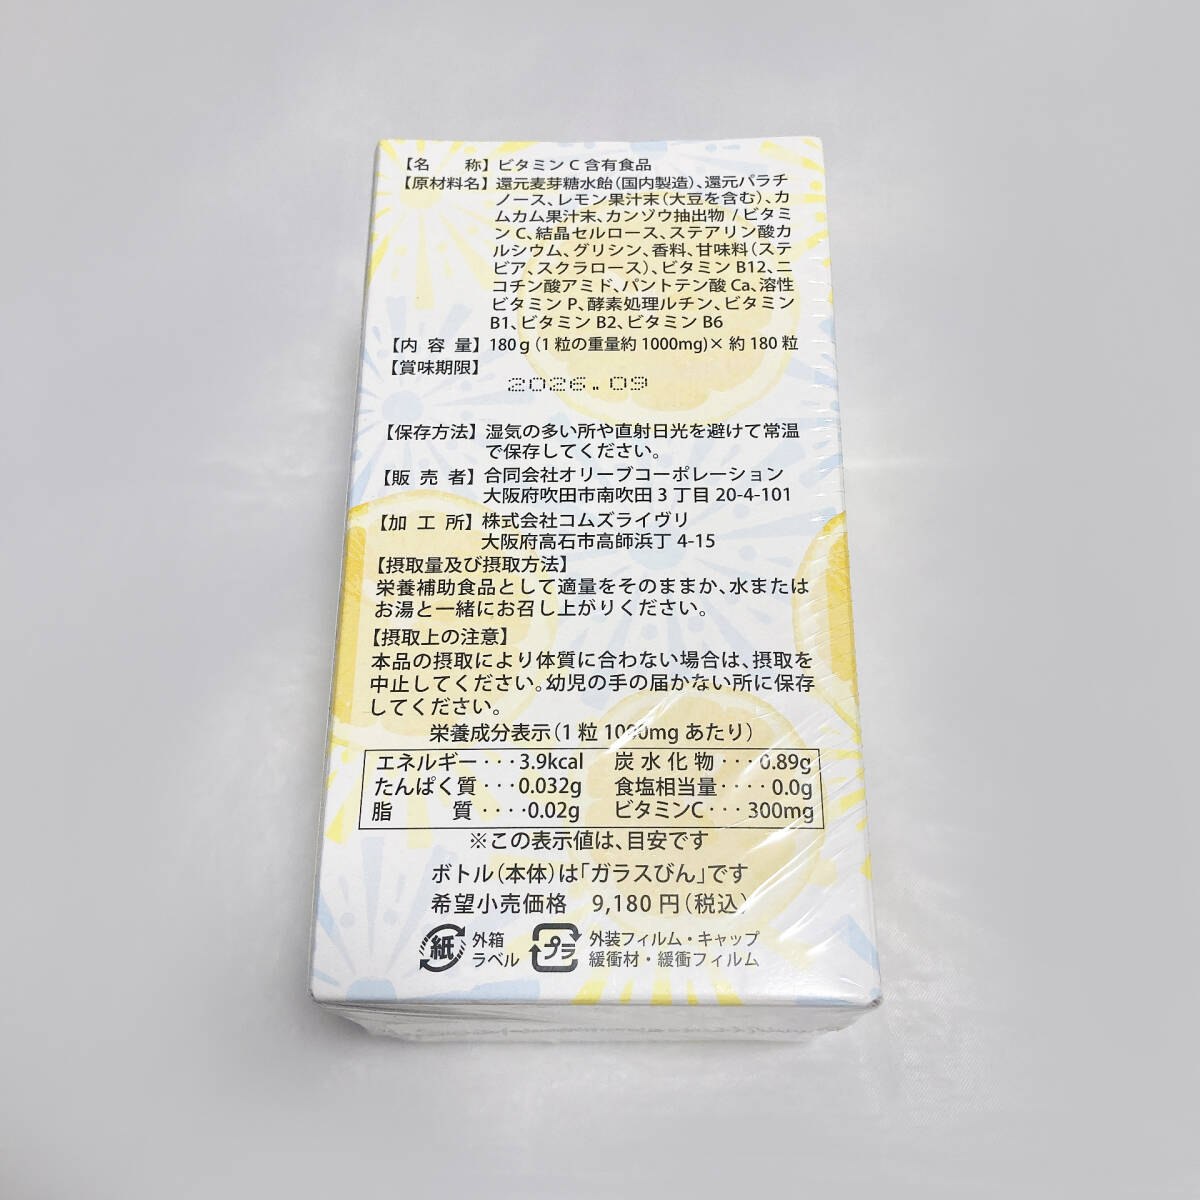 【名　　称】ビタミンC含有食品
【原材料名】還元麦芽糖水飴（国内製造）、還元パラチ
ノース、レモン果汁末（大豆を含む）、カ
ムカム果汁末、カンゾウ抽出物 / ビタミ
ンC、結晶セルロース、ステアリン酸カ
ルシウム、グリシン、香料、甘味料（ステ
ビア、スクラロース）、ビタミンB12、ニ
コチン酸アミド、パントテン酸Ca、溶性
ビタミンP、酵素処理ルチン、ビタミン
B1、ビタミンB2、ビタミンB6
【内 容 量】180g（1粒の重量約1000mg）×約180粒
【賞味期限】
2026.09
【保存方法】湿気の多い所や直射日光を避けて常温
で保存してください。
【販 売 者】合同会社オリーブコーポレーション
大阪府吹田市南吹田3丁目20-4-101
【加 工 所】株式会社コムズライヴリ
大阪府高石市高師浜丁4-15
【摂取量及び摂取方法】
栄養補助食品として適量をそのままか、水または
お湯と一緒にお召し上がりください。
【摂取上の注意】
本品の摂取により体質に合わない場合は、摂取を
中止してください。幼児の手の届かない所に保存
してください。
栄養成分表示（1粒1000mgあたり）
エネルギー・・・3.9kcal　炭水化物・・・0.89g
たんぱく質・・・0.032g　食塩相当量・・・・0.0g
脂　　質・・・・0.02g　ビタミンC・・・300mg
※この表示値は、目安です
ボトル（本体）は「ガラスびん」です
希望小売価格　9,180円（税込）
紙 外箱 プラ 外装フィルム・キャップ
ラベル 緩衝材・緩衝フィルム